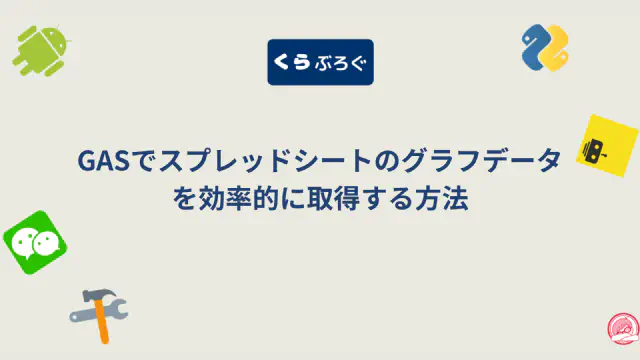 くらぶろぐ
GASでスプレッドシートのグラフデータ
を効率的に取得する方法